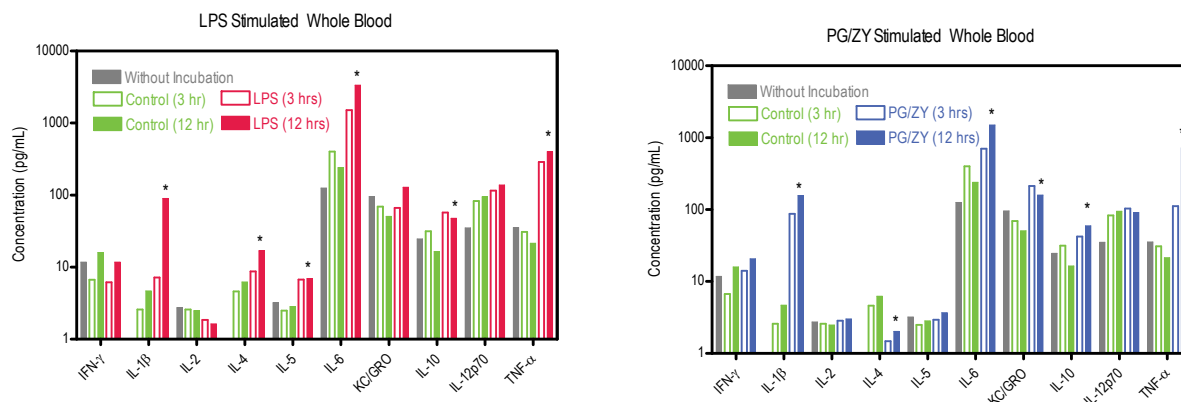 LPS Stimulated Whole Blood
10000
1000
100
10
1
Concentration (pg/mL)
Without Incubation
Control (3 hr) LPS (3 hrs)
Control (12 hr) LPS (12 hrs)
* * * * * * *
IFN-γ IL-1β IL-2 IL-4 IL-5 IL-6 KC/GRO IL-10 IL-12p70 TNF-α
PG/ZY Stimulated Whole Blood
10000
1000
100
10
1
Concentration (pg/mL)
Without Incubation
Control (3 hr) PG/ZY (3 hrs)
Control (12 hr) PG/ZY (12 hrs)
* * * * * *
IFN-γ IL-1β IL-2 IL-4 IL-5 IL-6 KC/GRO IL-10 IL-12p70 TNF-α